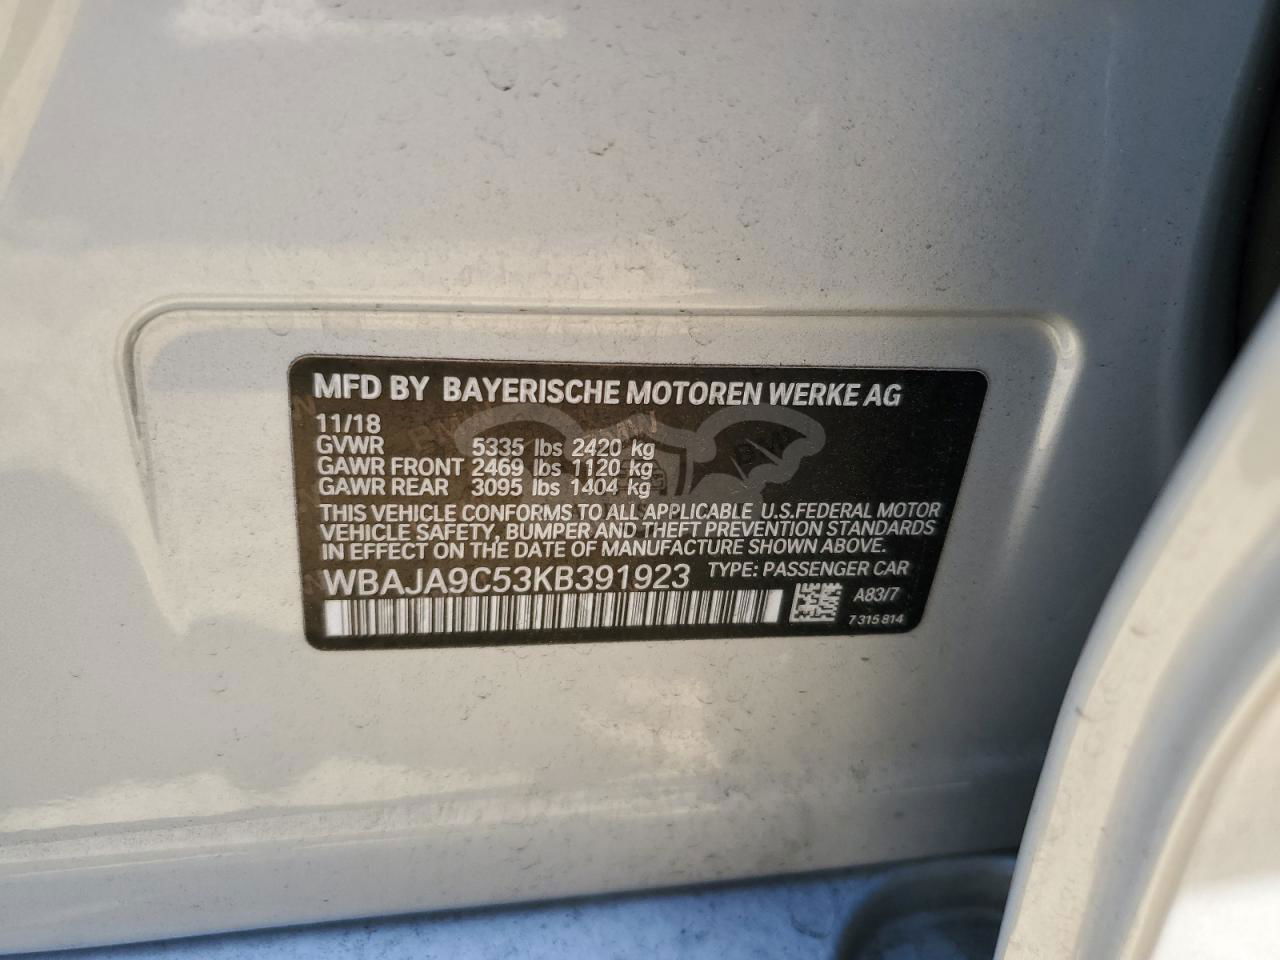 MFD BY BAYERISCHE MOTOREN WERKE AG
11/18
GVWR 5335 lbs 2420 kg
GAWR FRONT 2469 lbs 1120 kg
GAWR REAR 3095 lbs 1404 kg
THIS VEHICLE CONFORMS TO ALL APPLICABLE U.S.FEDERAL MOTOR
VEHICLE SAFETY, BUMPER AND THEFT PREVENTION STANDARDS
IN EFFECT ON THE DATE OF MANUFACTURE SHOWN ABOVE.
WBAJA9C53KB391923 TYPE: PASSENGER CAR
A83/7
7 315 814